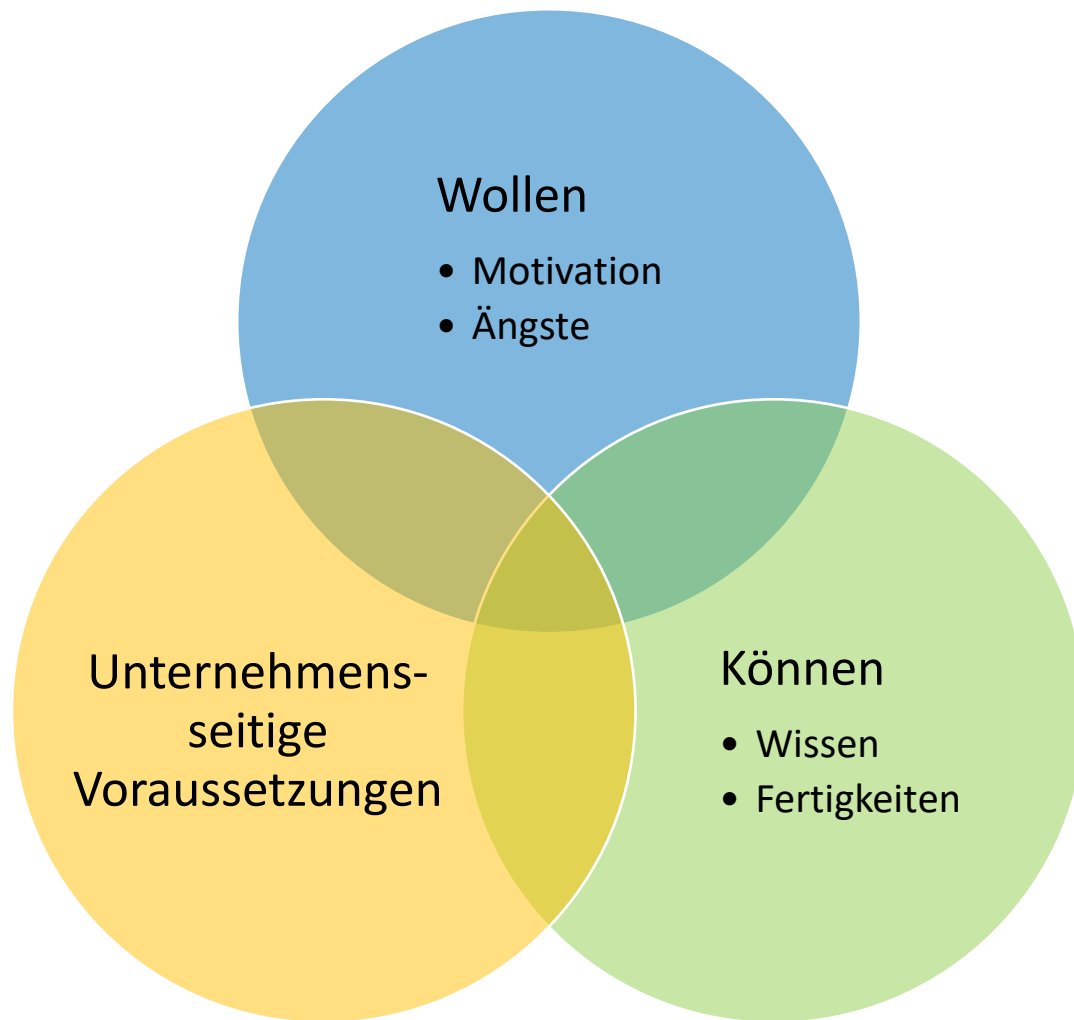 Wollen
• Motivation
• Ängste
Unternehmens-
seitige
Voraussetzungen
Können
• Wissen
• Fertigkeiten